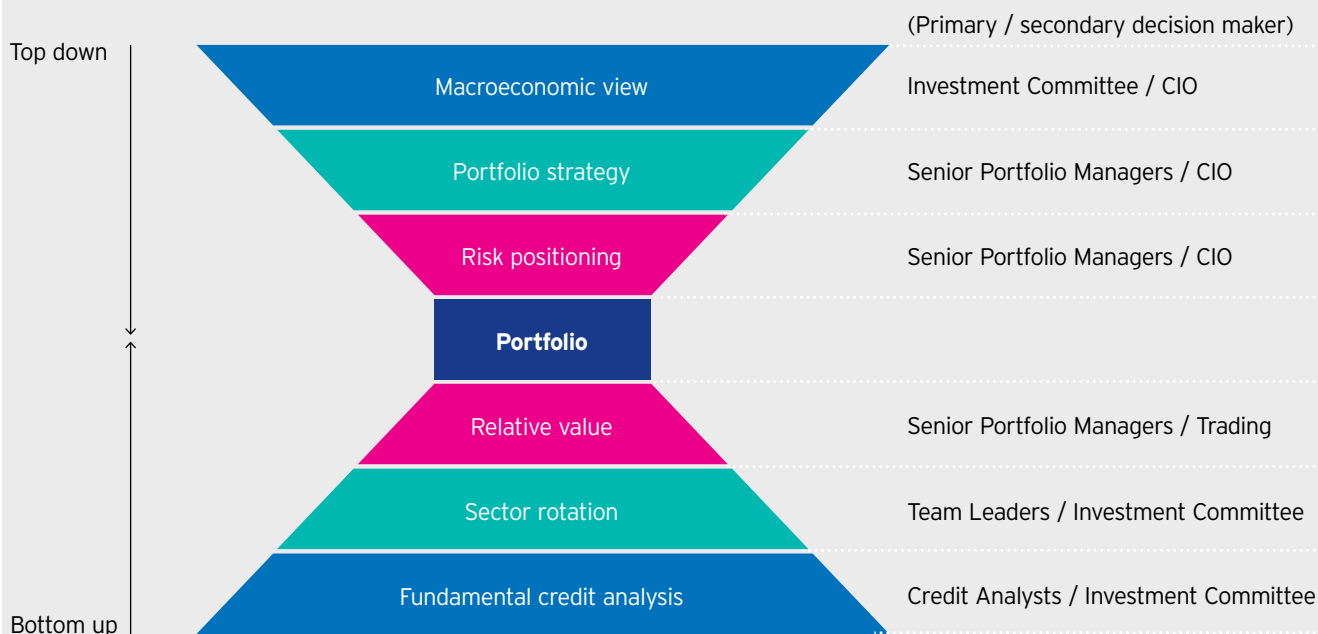 (Primary / secondary decision maker)
Top down
Macroeconomic view
Investment Committee / CIO
Portfolio strategy
Senior Portfolio Managers / CIO
Risk positioning
Senior Portfolio Managers / CIO
Portfolio
Relative value
Senior Portfolio Managers / Trading
Sector rotation
Team Leaders / Investment Committee
Fundamental credit analysis
Credit Analysts / Investment Committee
Bottom up